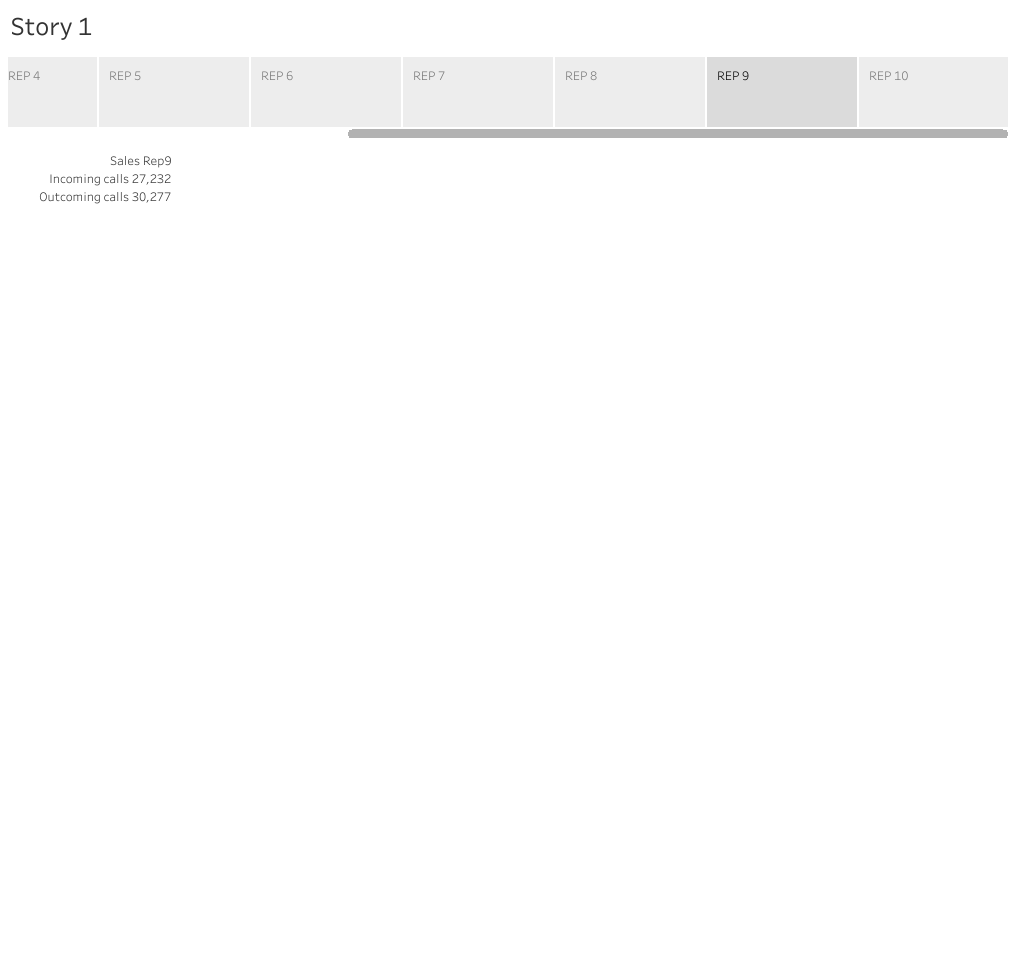 Story 1
REP 4
REP 5
REP 6
REP 7
REP 8
REP 9
REP 10
Sales Rep9
Incoming calls 27,232
Outcoming calls 30,277